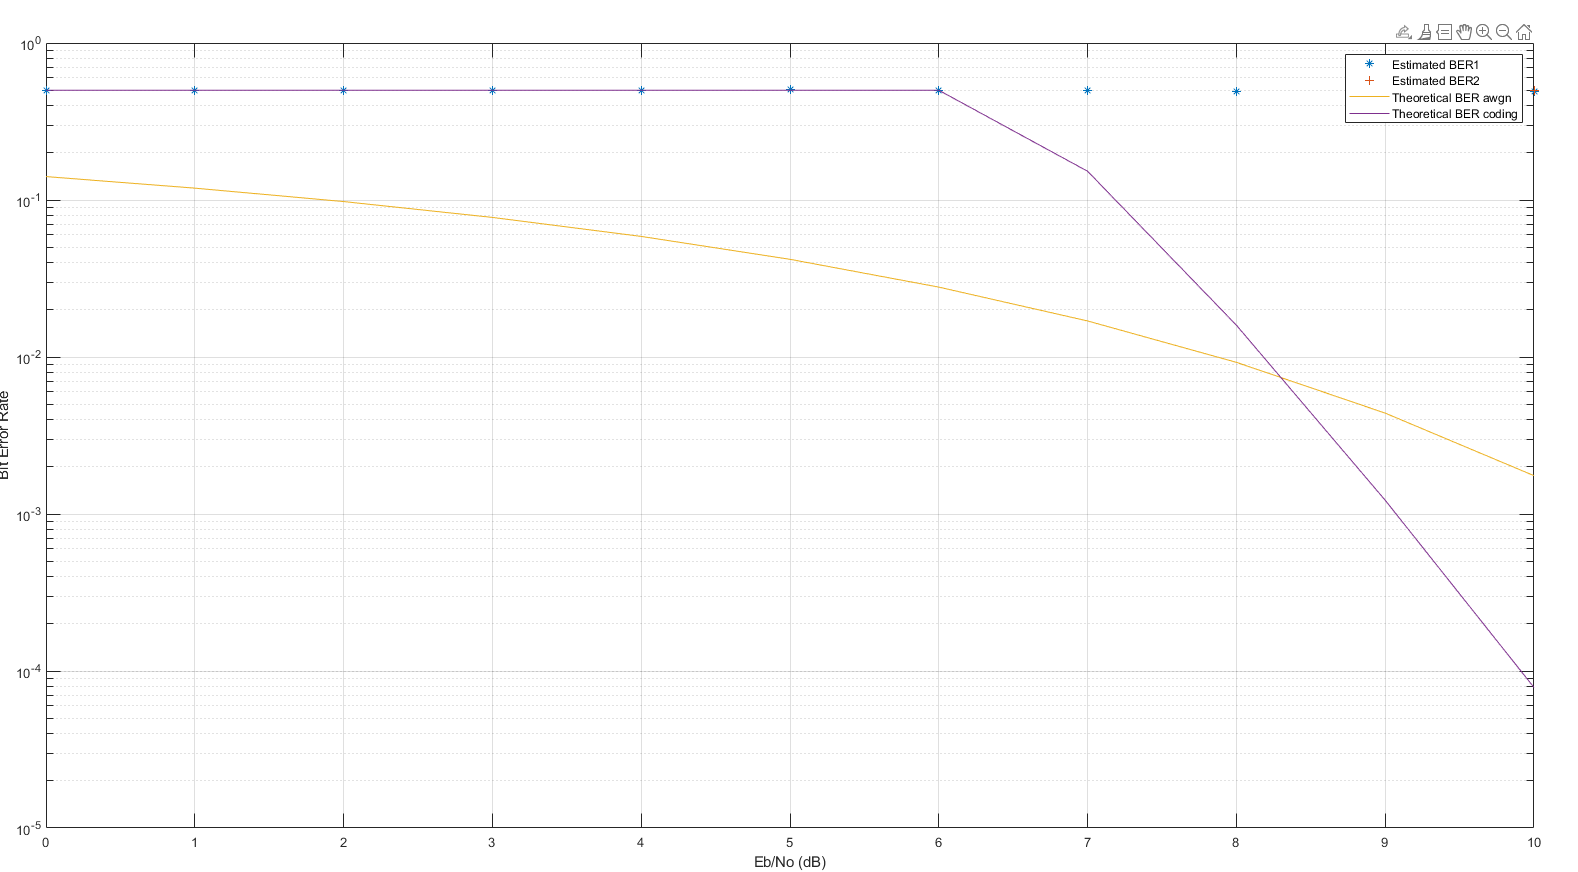 10^0
10^-1
10^-2
10^-3
10^-4
10^-5
Bit Error Rate
Estimated BER1
Estimated BER2
Theoretical BER awgn
Theoretical BER coding
0 1 2 3 4 5 6 7 8 9 10
Eb/No (dB)